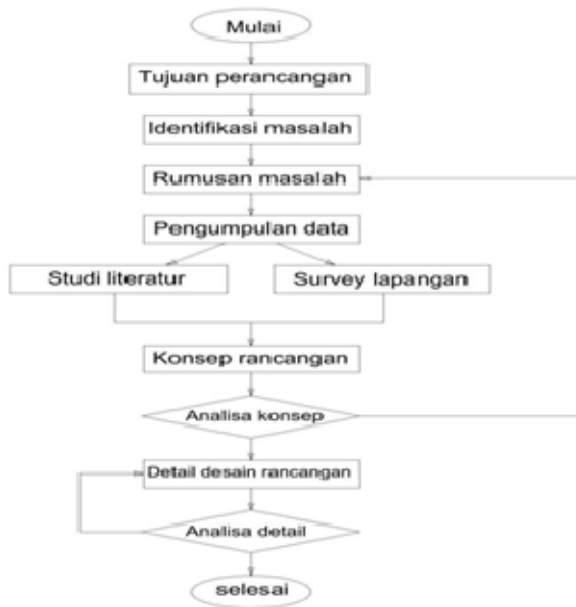 Mulai
Tujuan perancangan
Identifikasi masalah
Rumusan masalah
Pengumpulan data
Studi literatur
Survey lapangan
Konsep rancangan
Analisa konsep
Detail desain rancangan
Analisa detail
selesai